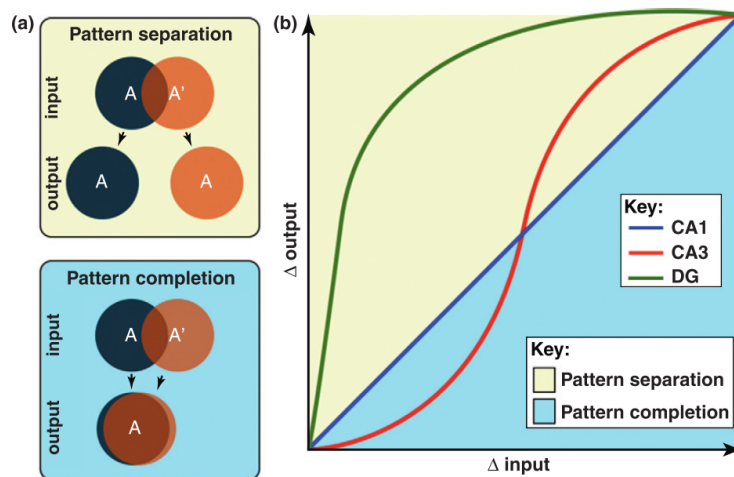 (a)
Pattern separation
input
A A'
output
A A
Pattern completion
input
A A'
output
A
(b)
Δ output
Key:
CA1
CA3
DG
Key:
Pattern separation
Pattern completion
Δ input